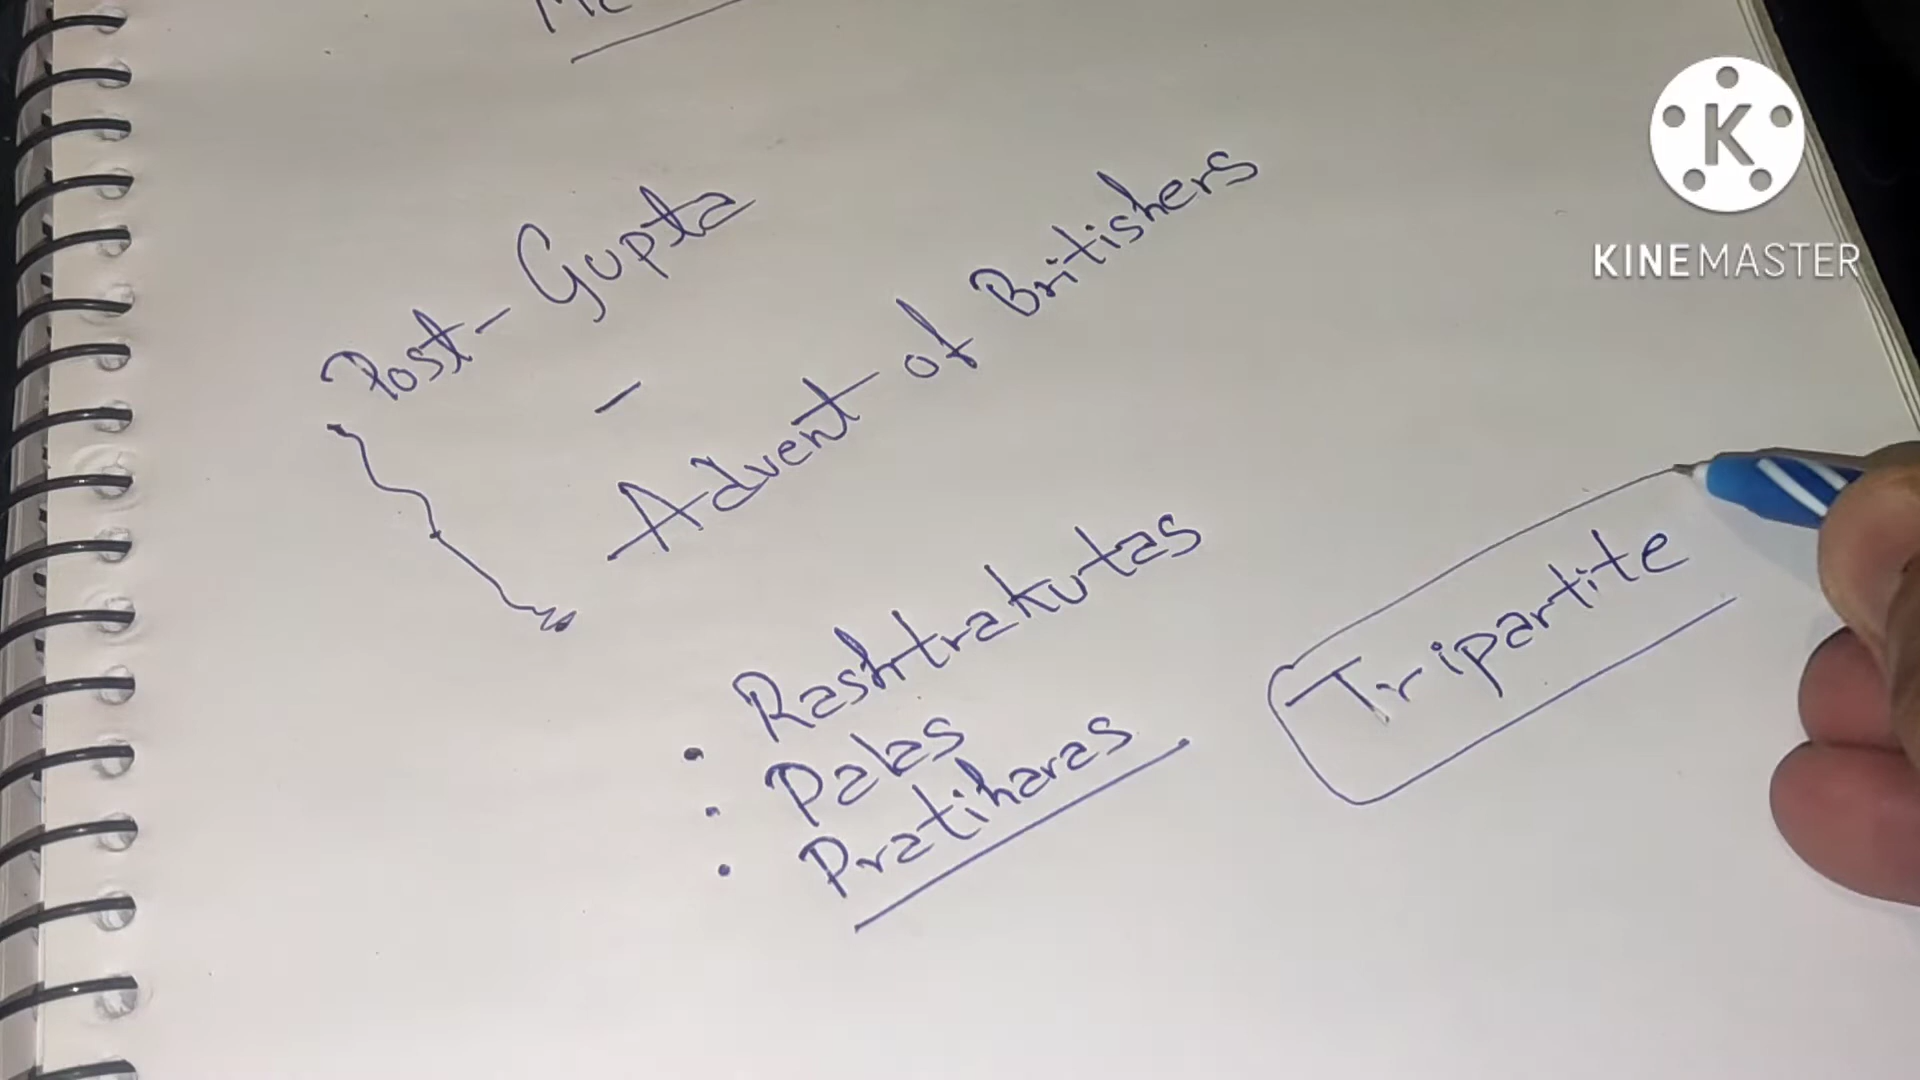 Post-Gupta
-
Advent of Britishers
• Rashtrakutas
• Palas
• Pratiharas
Tripartite
K
KINEMASTER